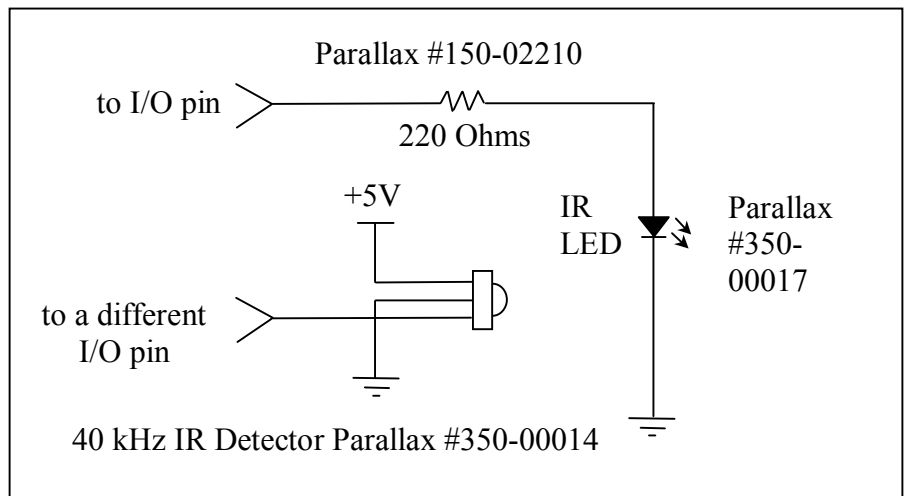 Parallax #150-02210
to I/O pin
220 Ohms
+5V
IR
LED
Parallax
#350-
00017
to a different
I/O pin
40 kHz IR Detector Parallax #350-00014